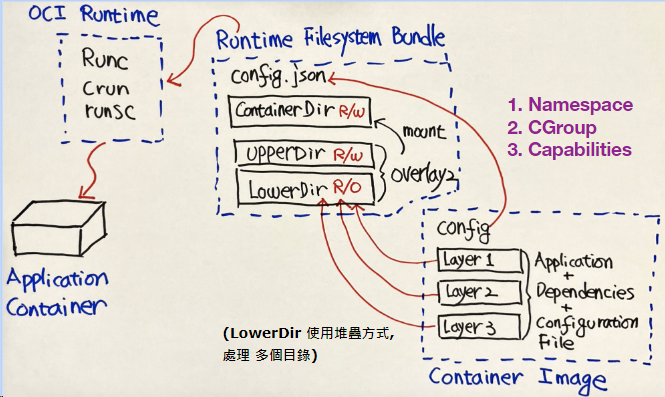 OCI Runtime
Runc
Crun
runsc
Application
Container
Runtime Filesystem Bundle
config.json
ContainerDir R/W
mount
UpperDir R/W
LowerDir R/O
overlay2
1. Namespace
2. CGroup
3. Capabilities
config
Layer 1
Layer 2
Layer 3
Application
+
Dependencies
+
Configuration
File
Container Image
(LowerDir 使用堆疊方式,
處理 多個目錄)